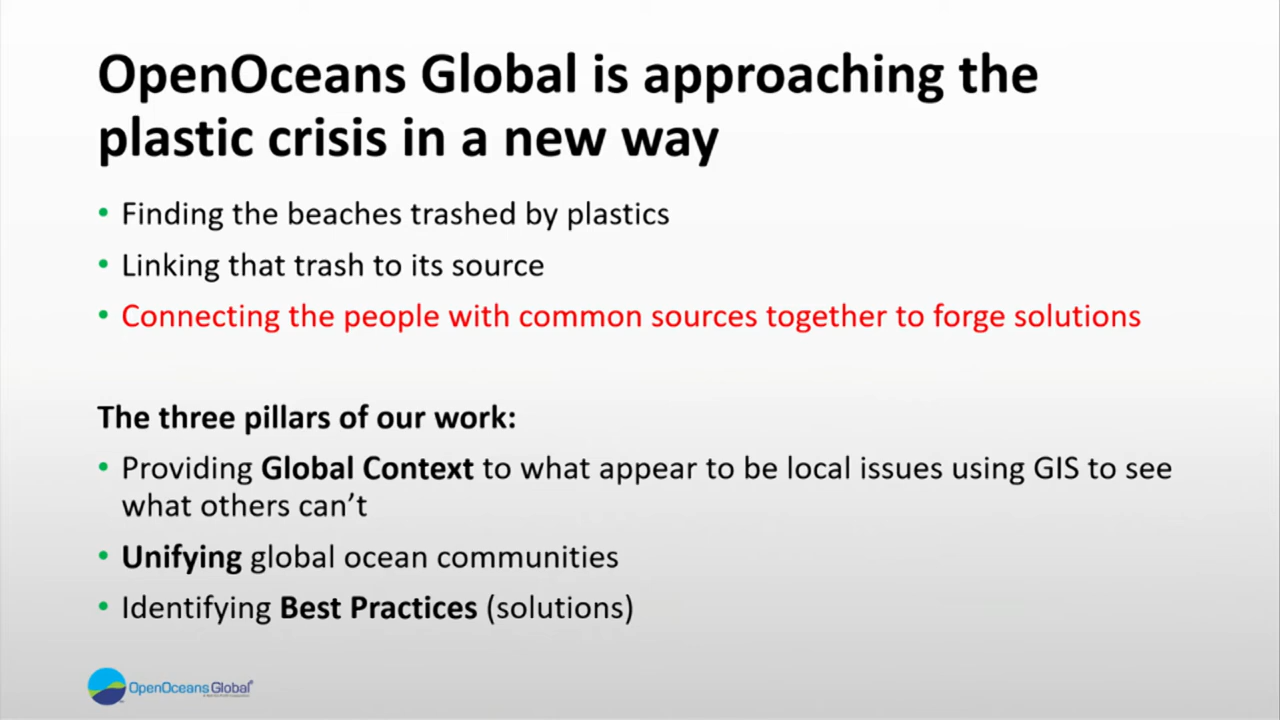 OpenOceans Global is approaching the
plastic crisis in a new way
• Finding the beaches trashed by plastics
• Linking that trash to its source
• Connecting the people with common sources together to forge solutions
The three pillars of our work:
• Providing Global Context to what appear to be local issues using GIS to see
what others can’t
• Unifying global ocean communities
• Identifying Best Practices (solutions)
OpenOceans Global